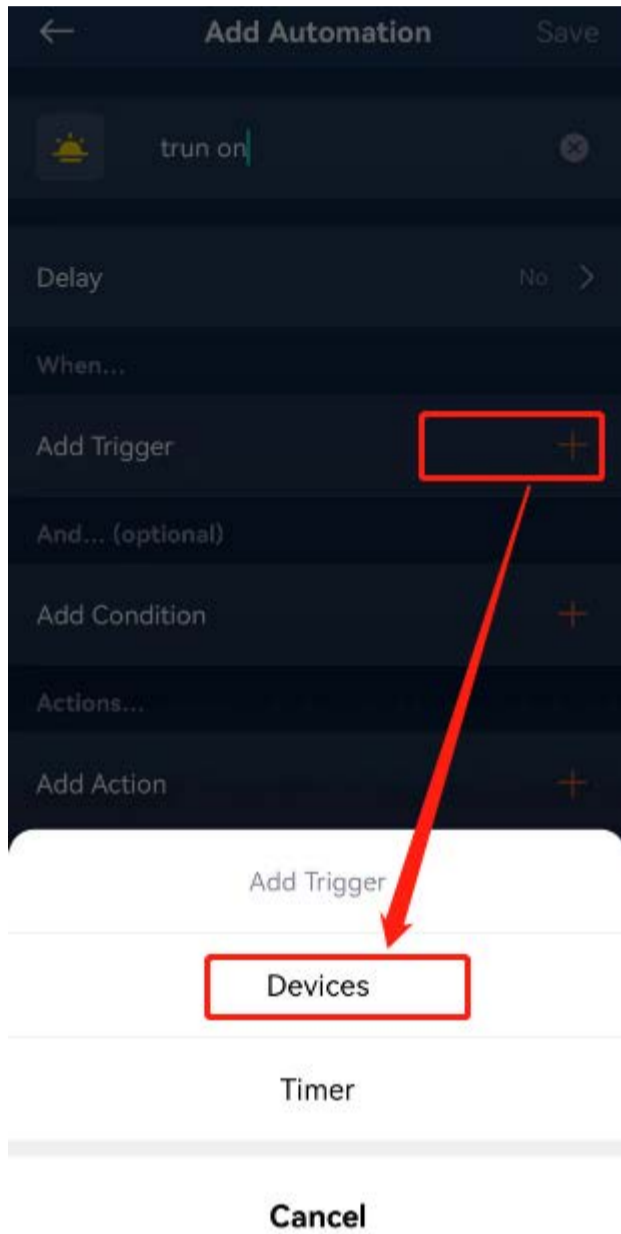 Add Automation Save
trun on
Delay No
When...
Add Trigger
And... (optional)
Add Condition
Actions...
Add Action
Add Trigger
Devices
Timer
Cancel